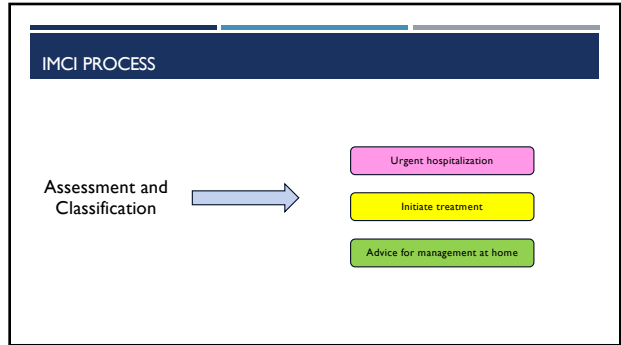 IMCI PROCESS
Assessment and
Classification
Urgent hospitalization
Initiate treatment
Advice for management at home